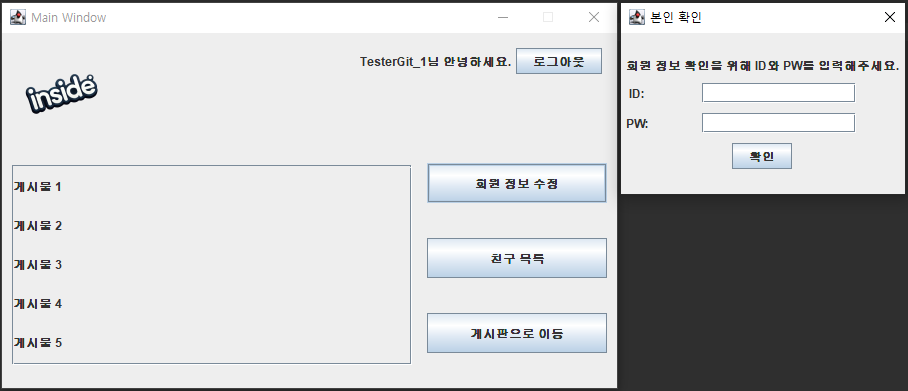 Main Window
TesterGit_1님 안녕하세요.
로그아웃
inside
게시물 1
게시물 2
게시물 3
게시물 4
게시물 5
회원 정보 수정
친구 목록
게시판으로 이동
본인 확인
회원 정보 확인을 위해 ID와 PW를 입력해주세요.
ID:
PW:
확인